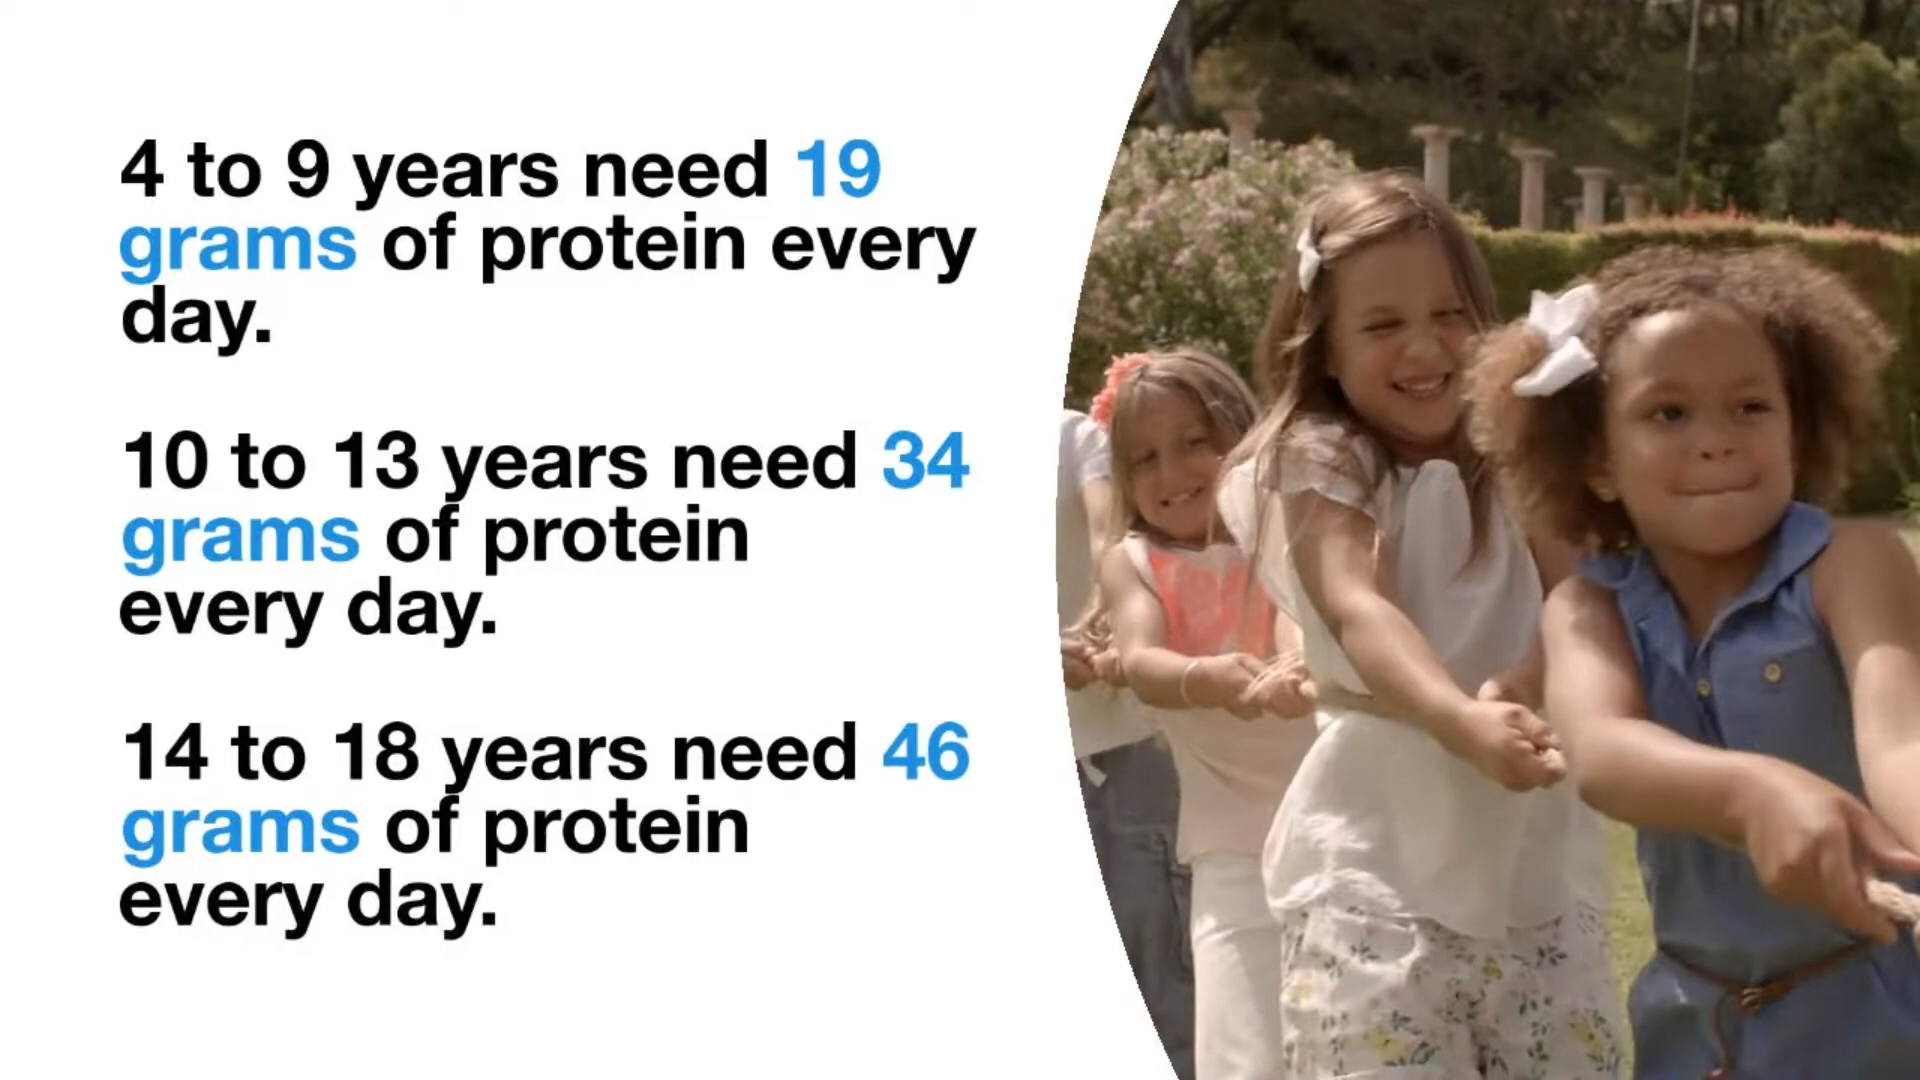 4 to 9 years need 19
grams of protein every
day.
10 to 13 years need 34
grams of protein
every day.
14 to 18 years need 46
grams of protein
every day.